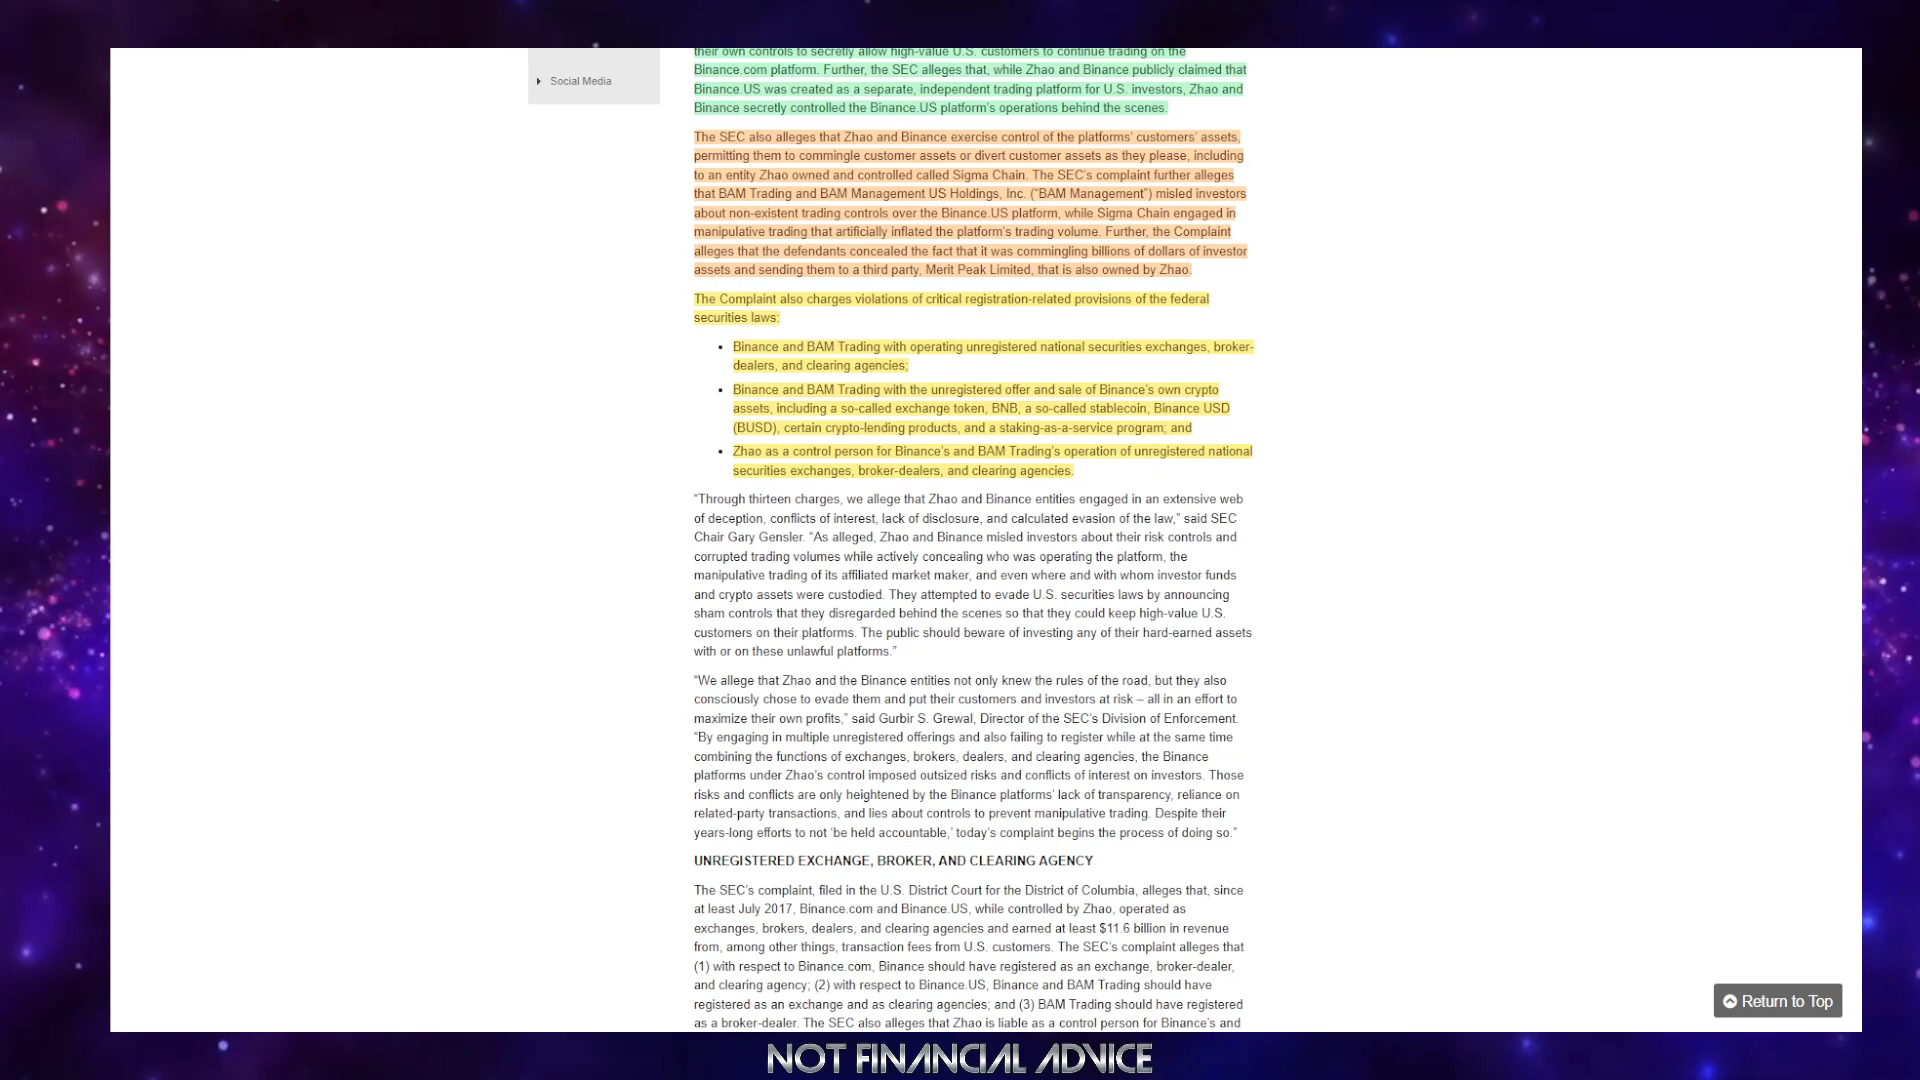 Social Media
their own controls to secretly allow high-value U.S. customers to continue trading on the
Binance.com platform. Further, the SEC alleges that, while Zhao and Binance publicly claimed that
Binance.US was created as a separate, independent trading platform for U.S. investors, Zhao and
Binance secretly controlled the Binance.US platform’s operations behind the scenes.
The SEC also alleges that Zhao and Binance exercise control of the platforms’ customers’ assets,
permitting them to commingle customer assets or divert customer assets as they please, including
to an entity Zhao owned and controlled called Sigma Chain. The SEC’s complaint further alleges
that BAM Trading and BAM Management US Holdings, Inc. (“BAM Management”) misled investors
about non-existent trading controls over the Binance.US platform, while Sigma Chain engaged in
manipulative trading that artificially inflated the platform’s trading volume. Further, the Complaint
alleges that the defendants concealed the fact that it was commingling billions of dollars of investor
assets and sending them to a third party, Merit Peak Limited, that is also owned by Zhao.
The Complaint also charges violations of critical registration-related provisions of the federal
securities laws:
• Binance and BAM Trading with operating unregistered national securities exchanges, broker-
dealers, and clearing agencies;
• Binance and BAM Trading with the unregistered offer and sale of Binance’s own crypto
assets, including a so-called exchange token, BNB, a so-called stablecoin, Binance USD
(BUSD), certain crypto-lending products, and a staking-as-a-service program; and
• Zhao as a control person for Binance’s and BAM Trading’s operation of unregistered national
securities exchanges, broker-dealers, and clearing agencies.
“Through thirteen charges, we allege that Zhao and Binance entities engaged in an extensive web
of deception, conflicts of interest, lack of disclosure, and calculated evasion of the law,” said SEC
Chair Gary Gensler. “As alleged, Zhao and Binance misled investors about their risk controls and
corrupted trading volumes while actively concealing who was operating the platform, the
manipulative trading of its affiliated market maker, and even where and with whom investor funds
and crypto assets were custodied. They attempted to evade U.S. securities laws by announcing
sham controls that they disregarded behind the scenes so that they could keep high-value U.S.
customers on their platforms. The public should beware of investing any of their hard-earned assets
with or on these unlawful platforms.”
“We allege that Zhao and the Binance entities not only knew the rules of the road, but they also
consciously chose to evade them and put their customers and investors at risk – all in an effort to
maximize their own profits,” said Gurbir S. Grewal, Director of the SEC’s Division of Enforcement.
“By engaging in multiple unregistered offerings and also failing to register while at the same time
combining the functions of exchanges, brokers, dealers, and clearing agencies, the Binance
platforms under Zhao’s control imposed outsized risks and conflicts of interest on investors. Those
risks and conflicts are only heightened by the Binance platforms’ lack of transparency, reliance on
related-party transactions, and lies about controls to prevent manipulative trading. Despite their
years-long efforts to not ‘be held accountable,’ today’s complaint begins the process of doing so.”
UNREGISTERED EXCHANGE, BROKER, AND CLEARING AGENCY
The SEC’s complaint, filed in the U.S. District Court for the District of Columbia, alleges that, since
at least July 2017, Binance.com and Binance.US, while controlled by Zhao, operated as
exchanges, brokers, dealers, and clearing agencies and earned at least $11.6 billion in revenue
from, among other things, transaction fees from U.S. customers. The SEC’s complaint alleges that
(1) with respect to Binance.com, Binance should have registered as an exchange, broker-dealer,
and clearing agency; (2) with respect to Binance.US, Binance and BAM Trading should have
registered as an exchange and as clearing agencies; and (3) BAM Trading should have registered
as a broker-dealer. The SEC also alleges that Zhao is liable as a control person for Binance’s and
Return to Top
NOT FINANCIAL ADVICE